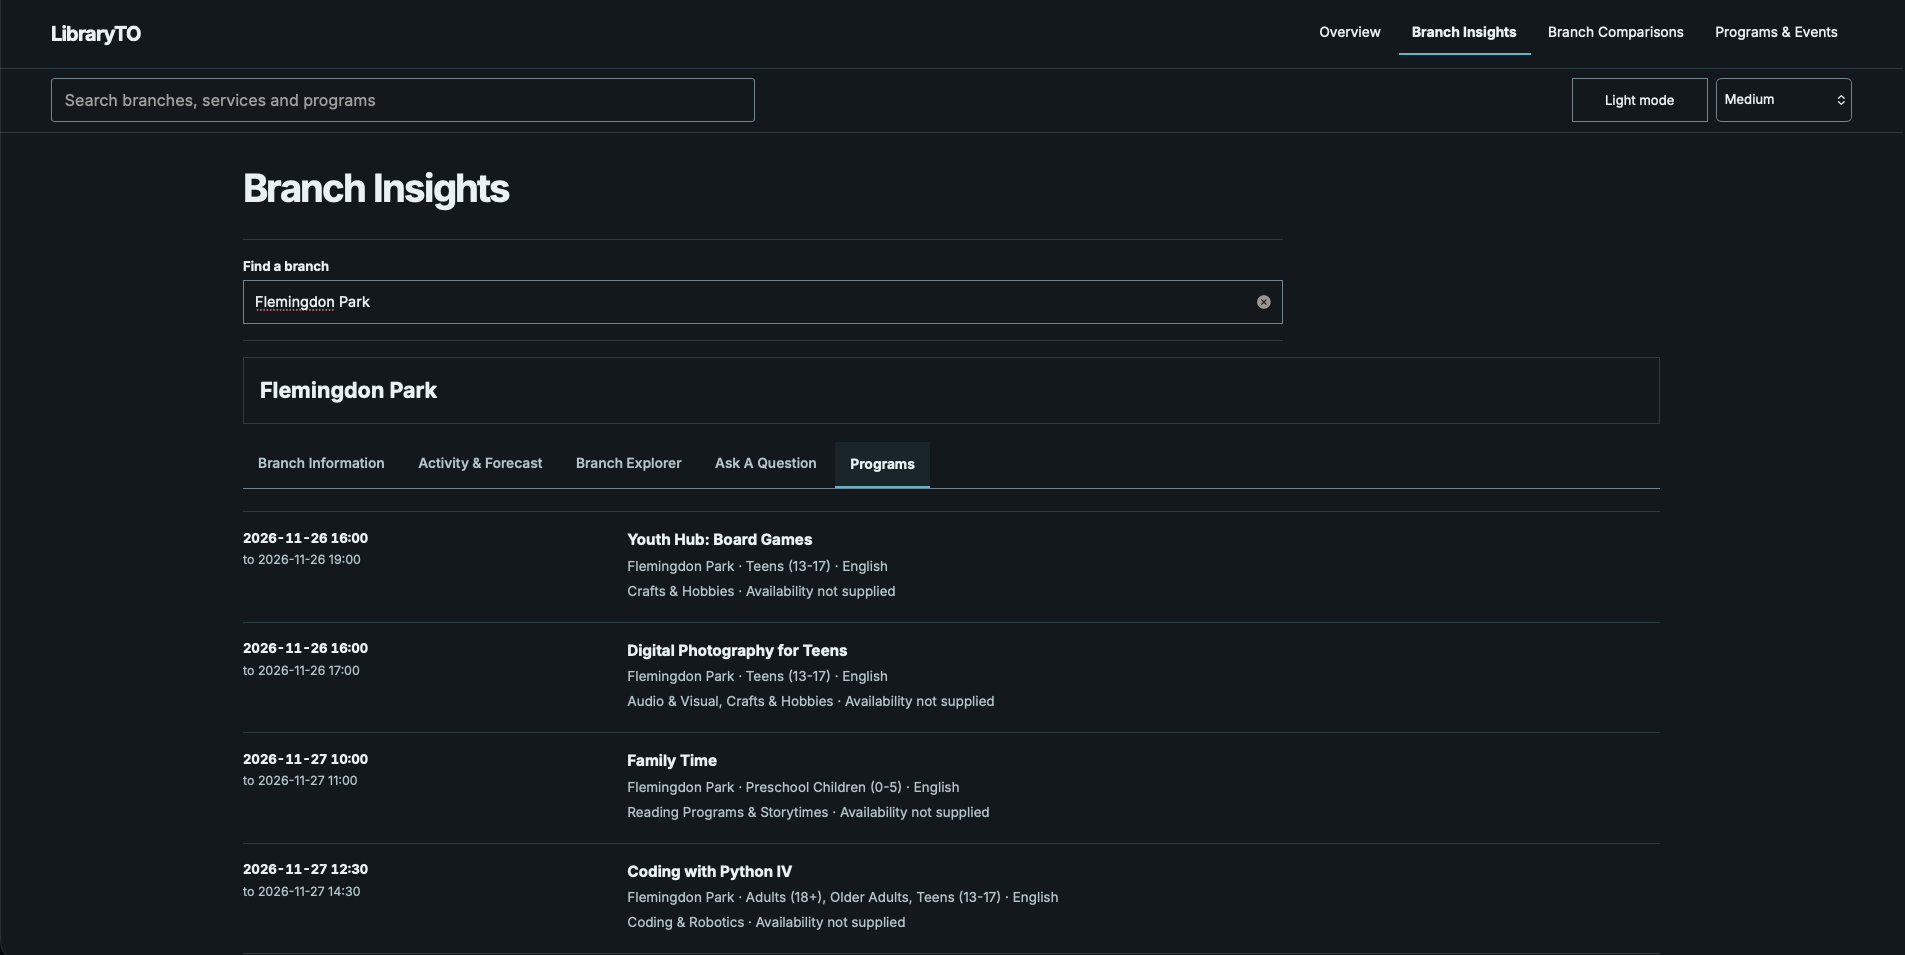 LibraryTO
Overview
Branch Insights
Branch Comparisons
Programs & Events
Search branches, services and programs
Light mode
Medium
Branch Insights
Find a branch
Flemingdon Park
Flemingdon Park
Branch Information
Activity & Forecast
Branch Explorer
Ask A Question
Programs
2026-11-26 16:00
to 2026-11-26 19:00
Youth Hub: Board Games
Flemingdon Park · Teens (13-17) · English
Crafts & Hobbies · Availability not supplied
2026-11-26 16:00
to 2026-11-26 17:00
Digital Photography for Teens
Flemingdon Park · Teens (13-17) · English
Audio & Visual, Crafts & Hobbies · Availability not supplied
2026-11-27 10:00
to 2026-11-27 11:00
Family Time
Flemingdon Park · Preschool Children (0-5) · English
Reading Programs & Storytimes · Availability not supplied
2026-11-27 12:30
to 2026-11-27 14:30
Coding with Python IV
Flemingdon Park · Adults (18+), Older Adults, Teens (13-17) · English
Coding & Robotics · Availability not supplied